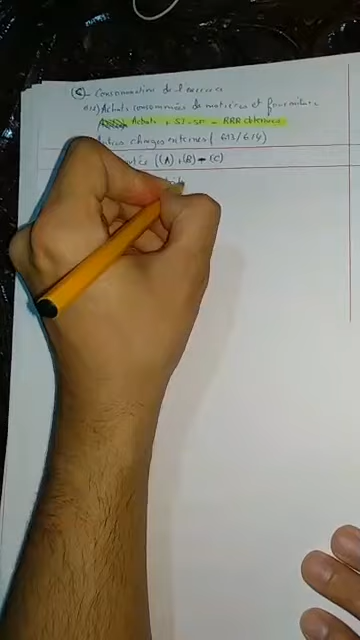 (C) - Consommation de l'exercice
612) Achats consommés de matières et fournitures
Achats + SI - SF - RRR obtenues
Autres charges externes (613/614)
((A)+(B) - (C)